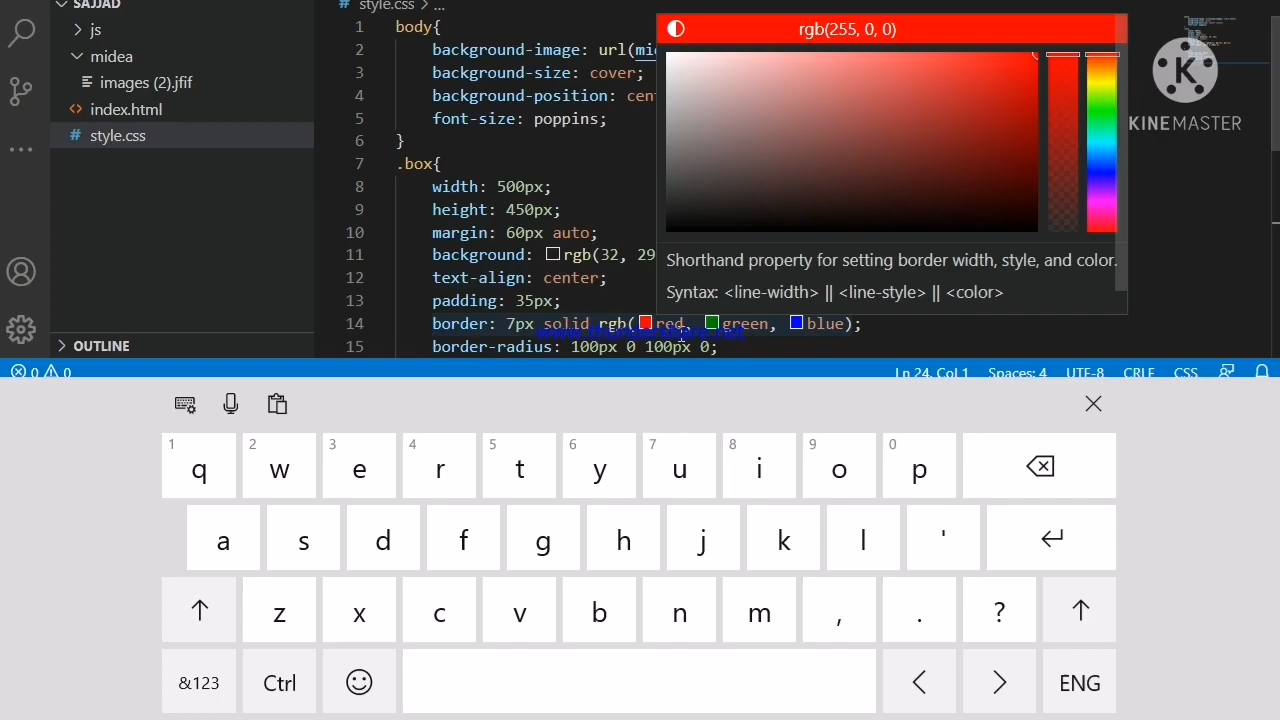 SAJJAD
js
midea
images (2).jfif
index.html
style.css
OUTLINE
style.css > ...
1 body{
2 background-image: url(mi
3 background-size: cover;
4 background-position: cent
5 font-size: poppins;
6 }
7 .box{
8 width: 500px;
9 height: 450px;
10 margin: 60px auto;
11 background: rgb(32, 29
12 text-align: center;
13 padding: 35px;
14 border: 7px solid rgb(red, green, blue);
15 border-radius: 100px 0 100px 0;
rgb(255, 0, 0)
Shorthand property for setting border width, style, and color.
Syntax: <line-width> || <line-style> || <color>
K
KINEMASTER
0 0
Ln 24, Col 1 Spaces: 4 UTF-8 CRLF CSS
1 2 3 4 5 6 7 8 9 0
q w e r t y u i o p
a s d f g h j k l '
z x c v b n m , . ?
&123 Ctrl < > ENG